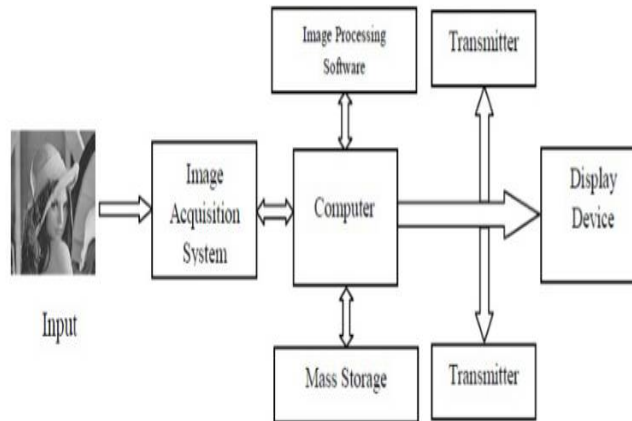 Image Processing
Software
Transmitter
Image
Acquisition
System
Computer
Display
Device
Input
Mass Storage
Transmitter